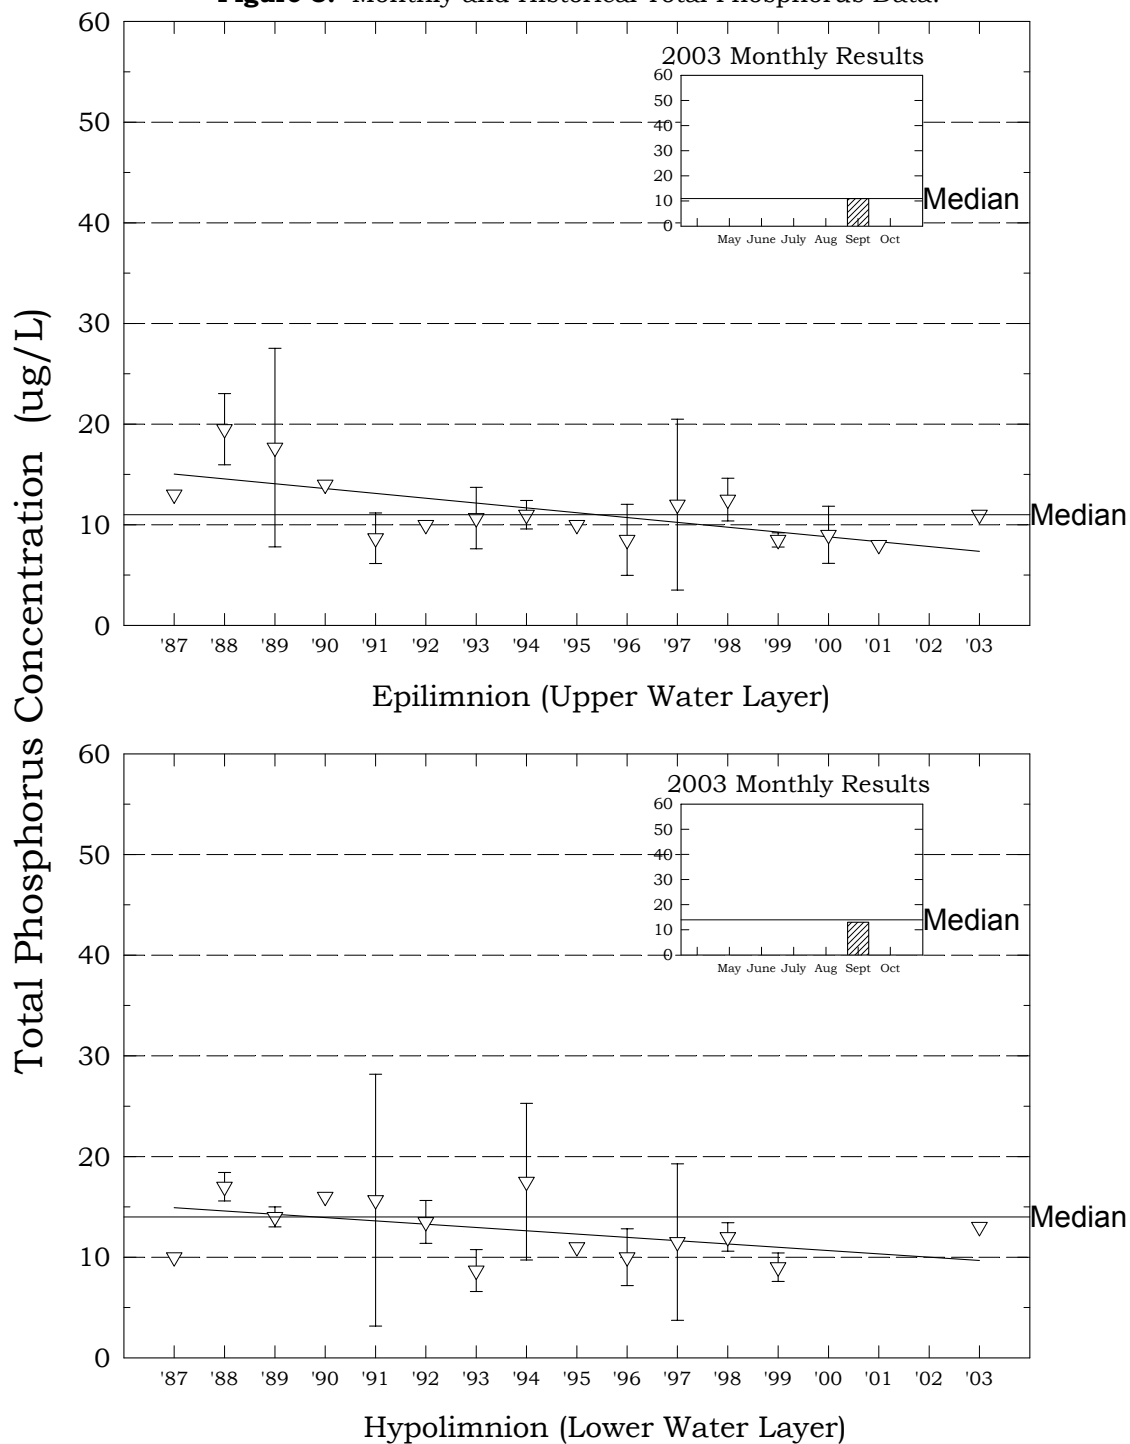 Figure 3. Monthly and Historical Total Phosphorus Data.
Total Phosphorus Concentration (ug/L)
60
50
40
30
20
10
0
2003 Monthly Results
60
50
40
30
20
10
0
Median
May June July Aug Sept Oct
Median
'87 '88 '89 '90 '91 '92 '93 '94 '95 '96 '97 '98 '99 '00 '01 '02 '03
Epilimnion (Upper Water Layer)
60
50
40
30
20
10
0
2003 Monthly Results
60
50
40
30
20
10
0
Median
May June July Aug Sept Oct
Median
'87 '88 '89 '90 '91 '92 '93 '94 '95 '96 '97 '98 '99 '00 '01 '02 '03
Hypolimnion (Lower Water Layer)